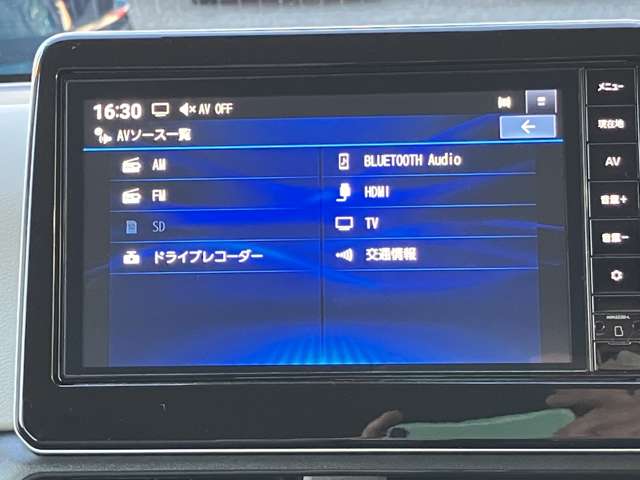 16:30 AV OFF
AVソース一覧
AM
FM
SD
ドライブレコーダー
BLUETOOTH Audio
HDMI
TV
交通情報
メニュー
現在地
AV
音量+
音量-